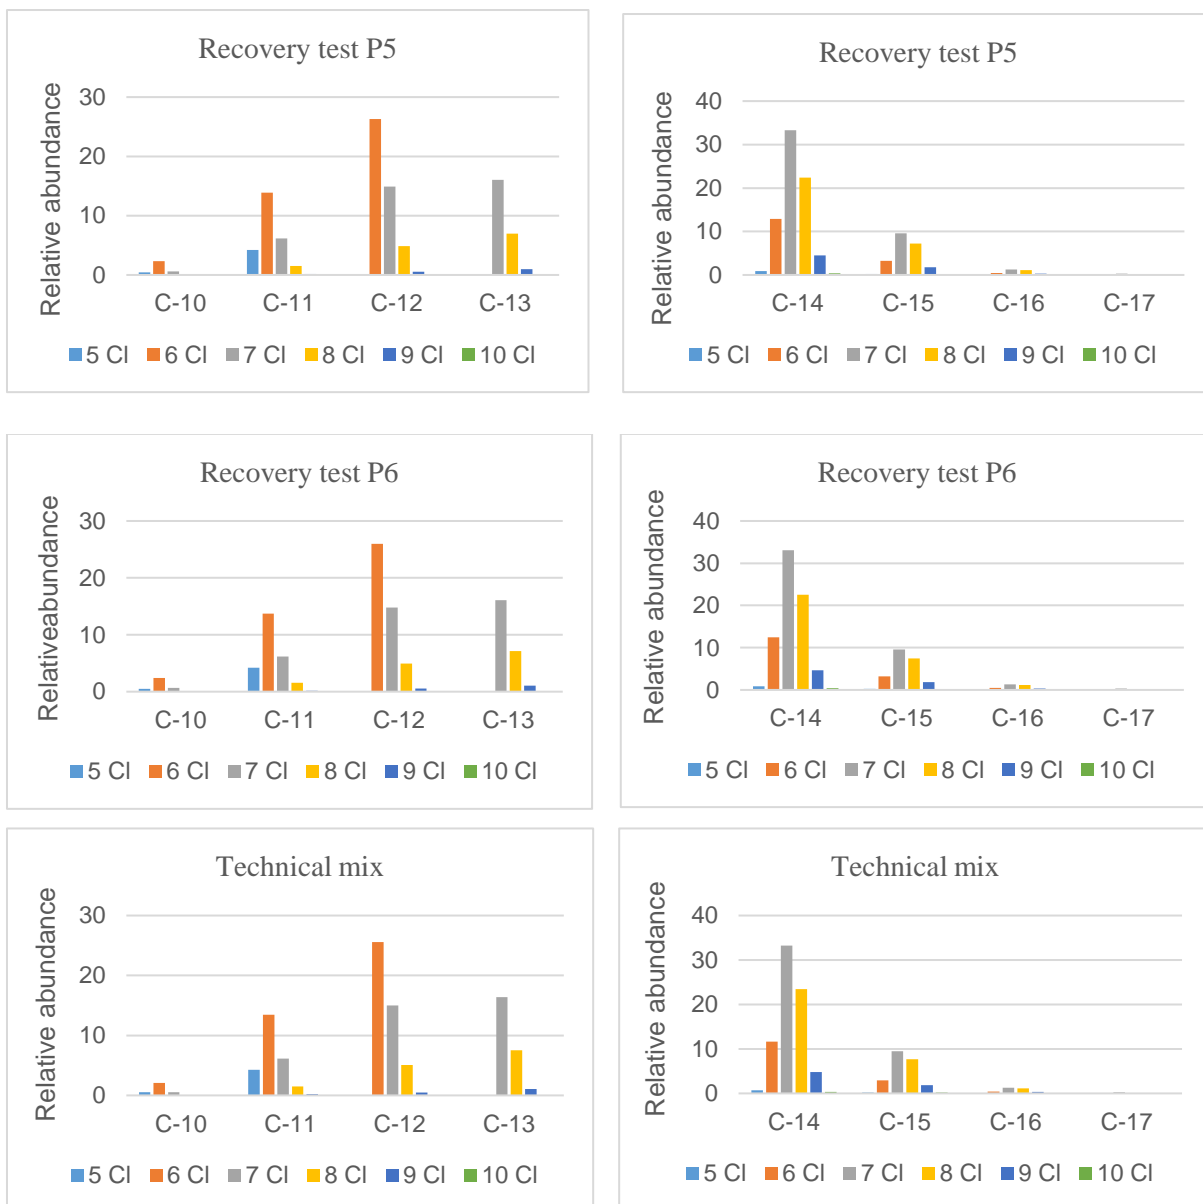 Recovery test P5
Relative abundance
30
20
10
0
C-10 C-11 C-12 C-13
5 Cl 6 Cl 7 Cl 8 Cl 9 Cl 10 Cl
Recovery test P5
Relative abundance
40
30
20
10
0
C-14 C-15 C-16 C-17
5 Cl 6 Cl 7 Cl 8 Cl 9 Cl 10 Cl
Recovery test P6
Relativeabundance
30
20
10
0
C-10 C-11 C-12 C-13
5 Cl 6 Cl 7 Cl 8 Cl 9 Cl 10 Cl
Recovery test P6
Relative abundance
40
30
20
10
0
C-14 C-15 C-16 C-17
5 Cl 6 Cl 7 Cl 8 Cl 9 Cl 10 Cl
Technical mix
Relative abundance
30
20
10
0
C-10 C-11 C-12 C-13
5 Cl 6 Cl 7 Cl 8 Cl 9 Cl 10 Cl
Technical mix
Relative abundance
40
30
20
10
0
C-14 C-15 C-16 C-17
5 Cl 6 Cl 7 Cl 8 Cl 9 Cl 10 Cl